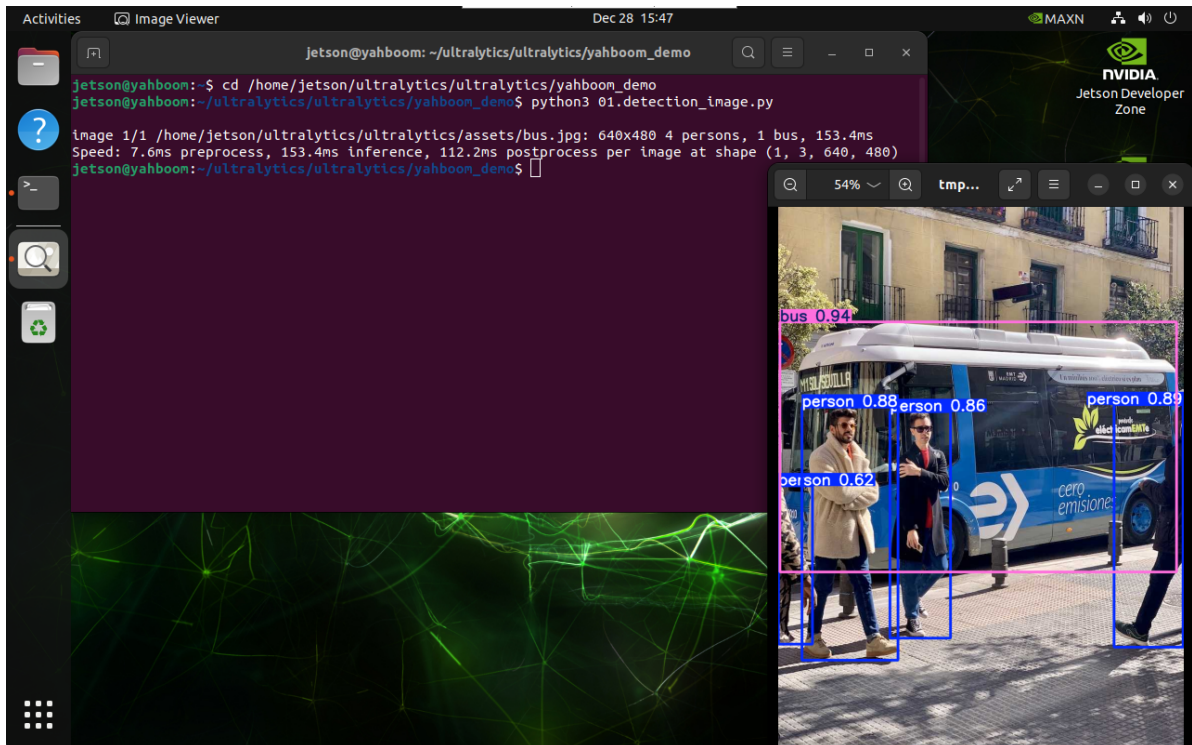 Activities
Image Viewer
Dec 28 15:47
MAXN
jetson@yahboom: ~/ultralytics/ultralytics/yahboom_demo
jetson@yahboom:~$ cd /home/jetson/ultralytics/ultralytics/yahboom_demo
jetson@yahboom:~/ultralytics/ultralytics/yahboom_demo$ python3 01.detection_image.py
image 1/1 /home/jetson/ultralytics/ultralytics/assets/bus.jpg: 640x480 4 persons, 1 bus, 153.4ms
Speed: 7.6ms preprocess, 153.4ms inference, 112.2ms postprocess per image at shape (1, 3, 640, 480)
jetson@yahboom:~/ultralytics/ultralytics/yahboom_demo$
NVIDIA.
Jetson Developer
Zone
54%
tmp...
bus 0.94
person 0.88
person 0.86
person 0.89
person 0.62
cero
emisiones